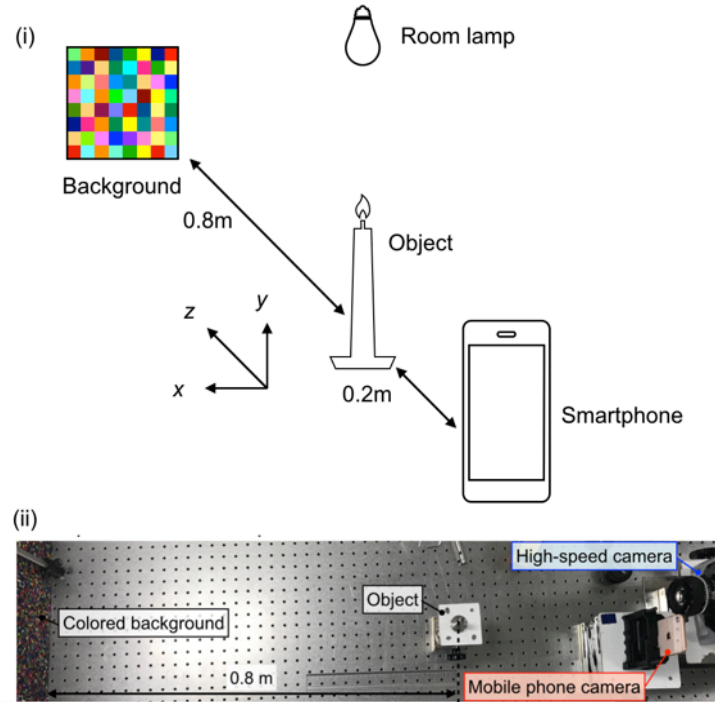 (i)
Room lamp
Background
0.8m
Object
z
y
x
0.2m
Smartphone
(ii)
High-speed camera
Object
Colored background
0.8 m
Mobile phone camera